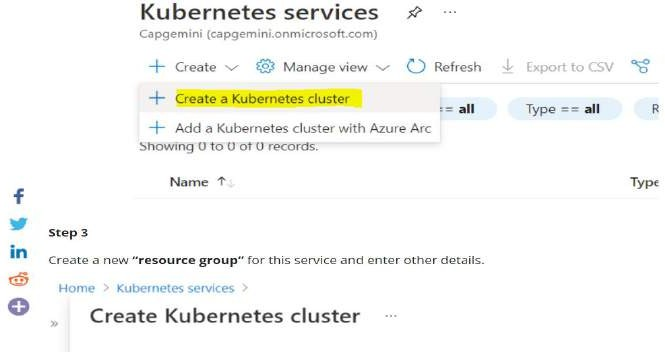 Kubernetes services ...
Capgemini (capgemini.onmicrosoft.com)
+ Create Manage view Refresh Export to CSV
+ Create a Kubernetes cluster == all Type == all R
+ Add a Kubernetes cluster with Azure Arc
Showing 0 to 0 of 0 records.
Name ↑↓ Type
Step 3
Create a new “resource group“ for this service and enter other details.
Home > Kubernetes services >
» Create Kubernetes cluster ...